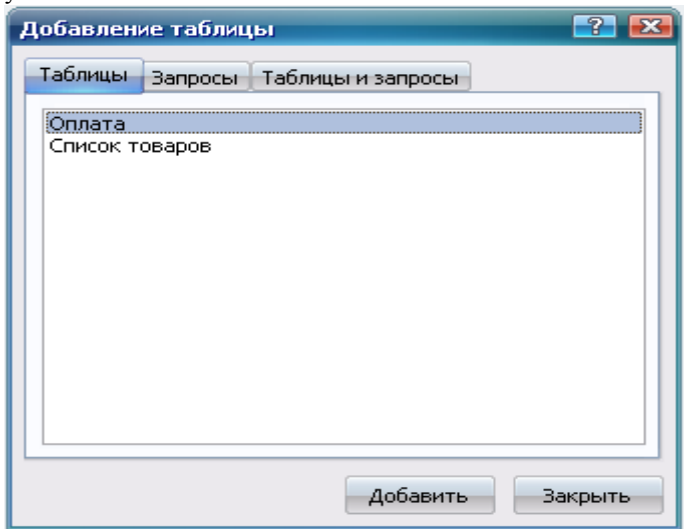 Добавление таблицы
?
Таблицы Запросы Таблицы и запросы
Оплата
Список товаров
Добавить Закрыть